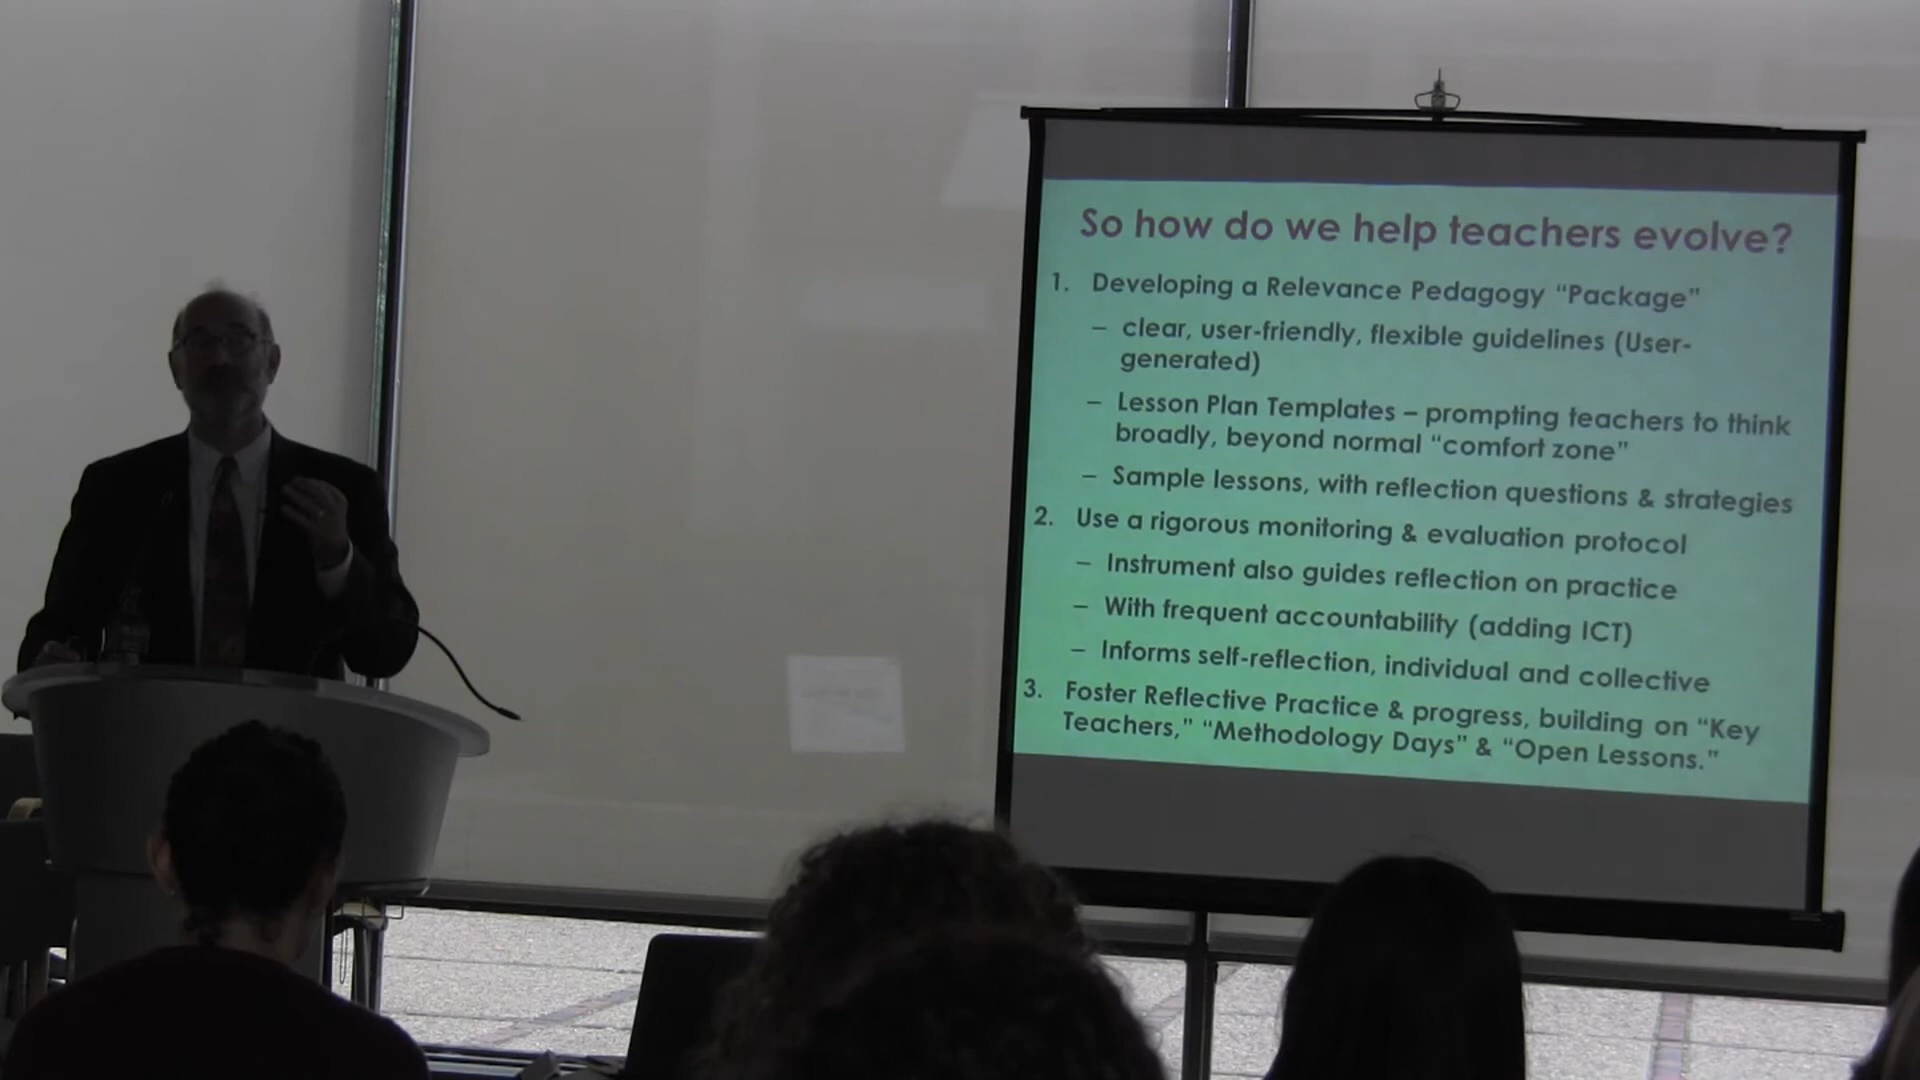 So how do we help teachers evolve?
1. Developing a Relevance Pedagogy “Package”
– clear, user-friendly, flexible guidelines (User-
generated)
– Lesson Plan Templates – prompting teachers to think
broadly, beyond normal “comfort zone”
– Sample lessons, with reflection questions & strategies
2. Use a rigorous monitoring & evaluation protocol
– Instrument also guides reflection on practice
– With frequent accountability (adding ICT)
– Informs self-reflection, individual and collective
3. Foster Reflective Practice & progress, building on “Key
Teachers,” “Methodology Days” & “Open Lessons.”